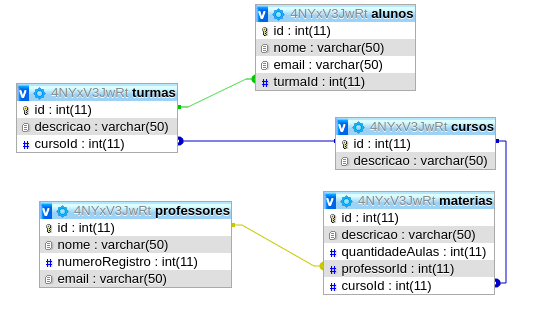 4NYxV3JwRt alunos
id : int(11)
nome : varchar(50)
email : varchar(50)
turmaId : int(11)
4NYxV3JwRt turmas
id : int(11)
descricao : varchar(50)
cursoId : int(11)
4NYxV3JwRt cursos
id : int(11)
descricao : varchar(50)
4NYxV3JwRt professores
id : int(11)
nome : varchar(50)
numeroRegistro : int(11)
email : varchar(50)
4NYxV3JwRt materias
id : int(11)
descricao : varchar(50)
quantidadeAulas : int(11)
professorId : int(11)
cursoId : int(11)